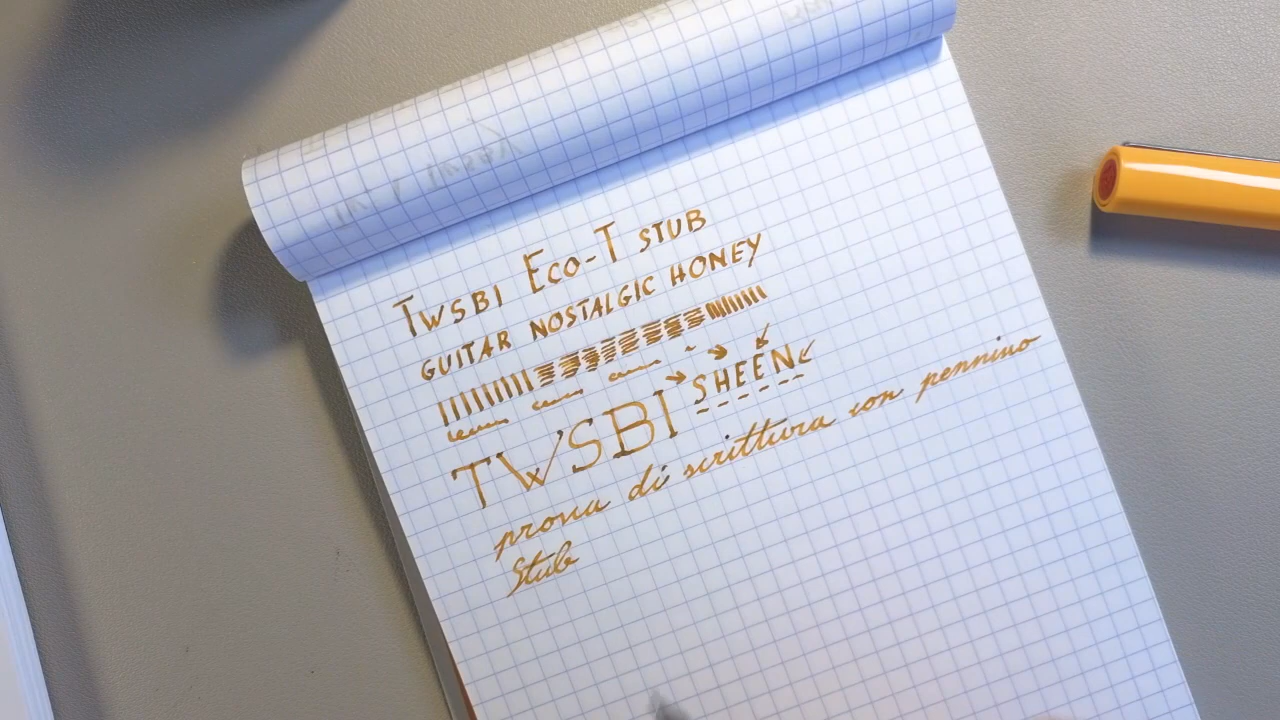 TWSBI ECO-T STUB
GUITAR NOSTALGIC HONEY
SHEEN
TWSBI
prova di scrittura con pennino
Stub